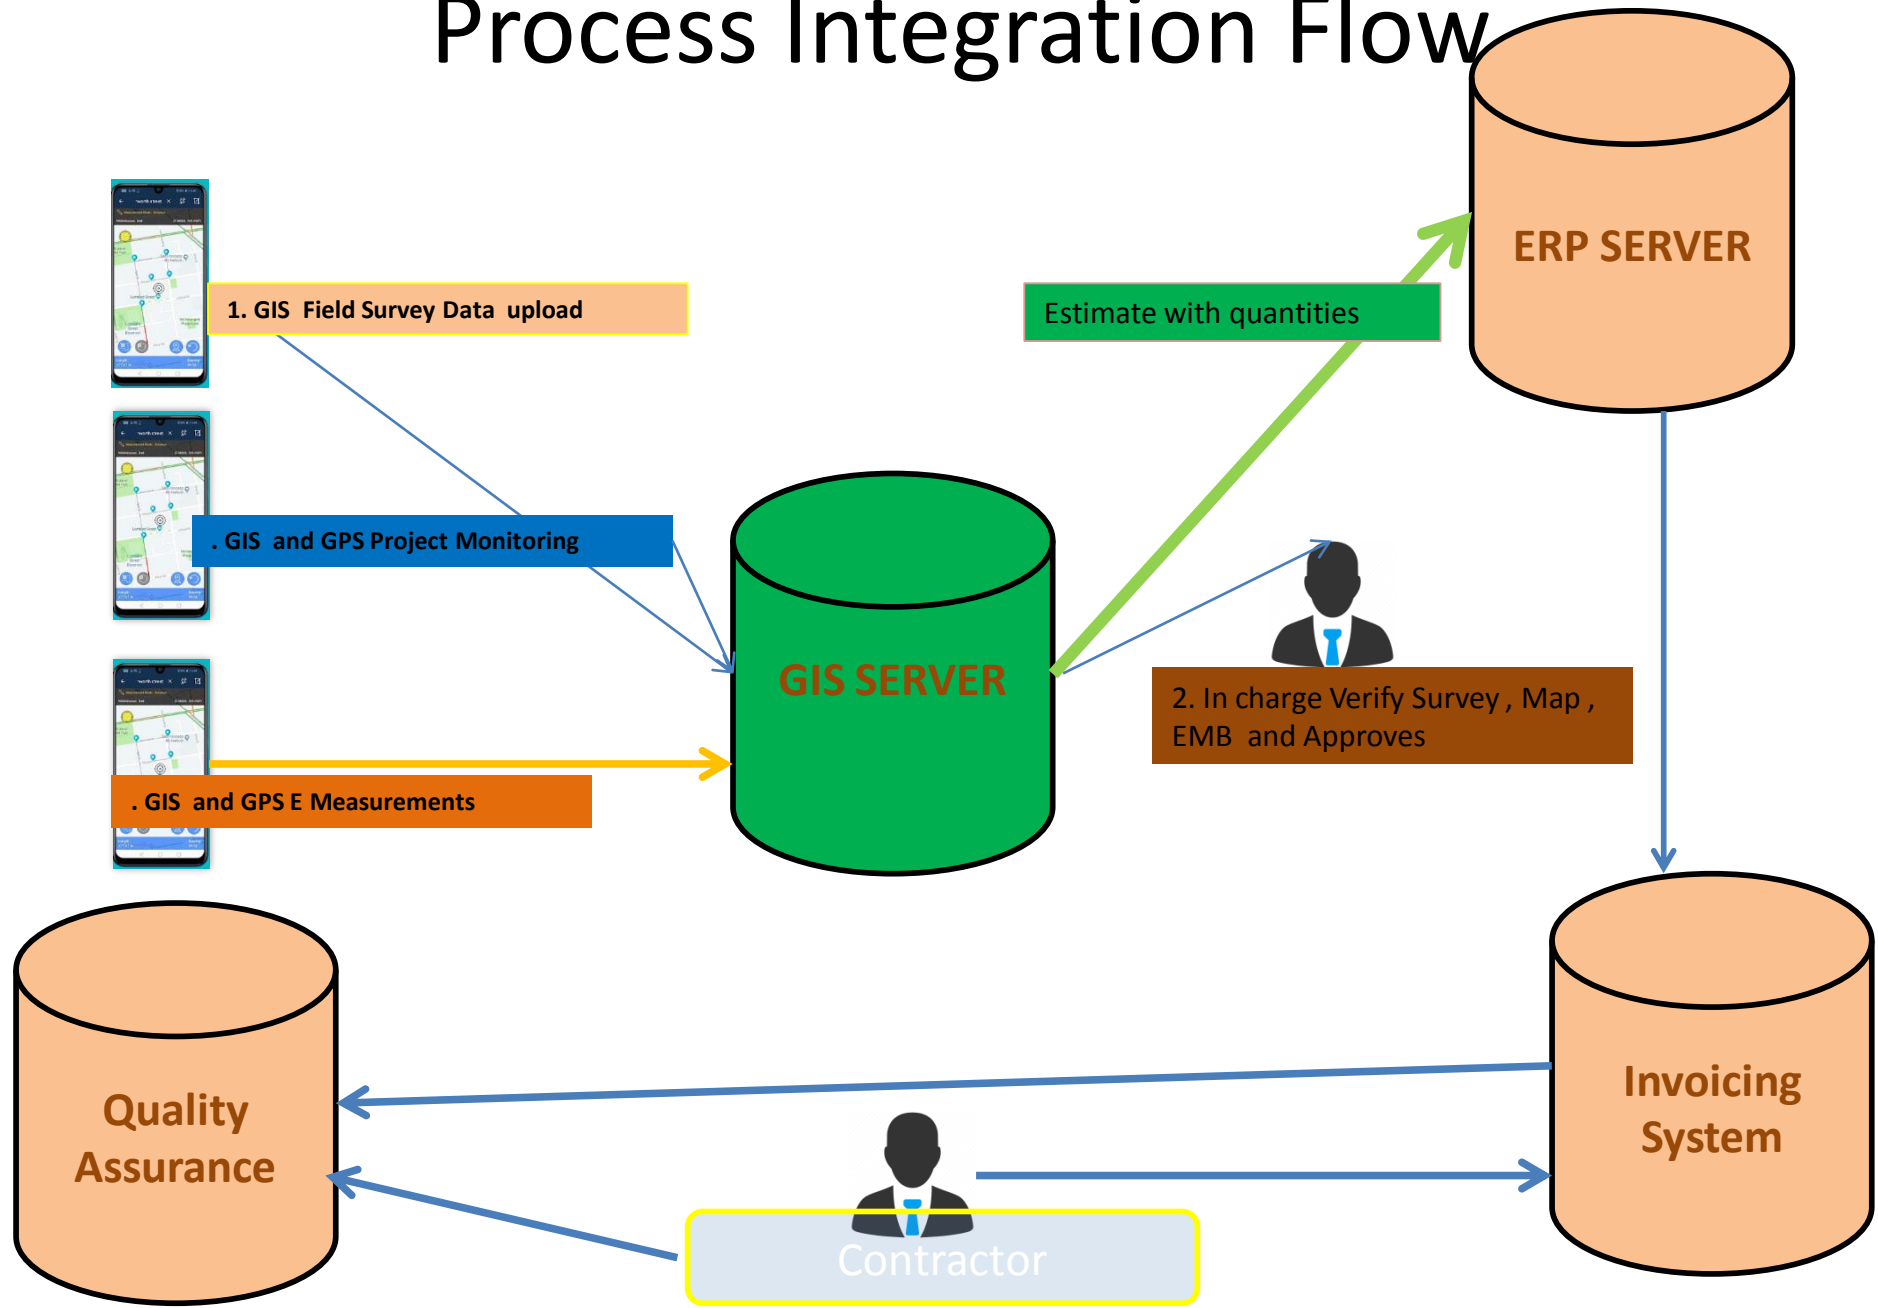 Process Integration Flow
ERP SERVER
1. GIS Field Survey Data upload
Estimate with quantities
. GIS and GPS Project Monitoring
GIS SERVER
2. In charge Verify Survey , Map ,
EMB and Approves
. GIS and GPS E Measurements
Quality
Assurance
Invoicing
System
Contractor